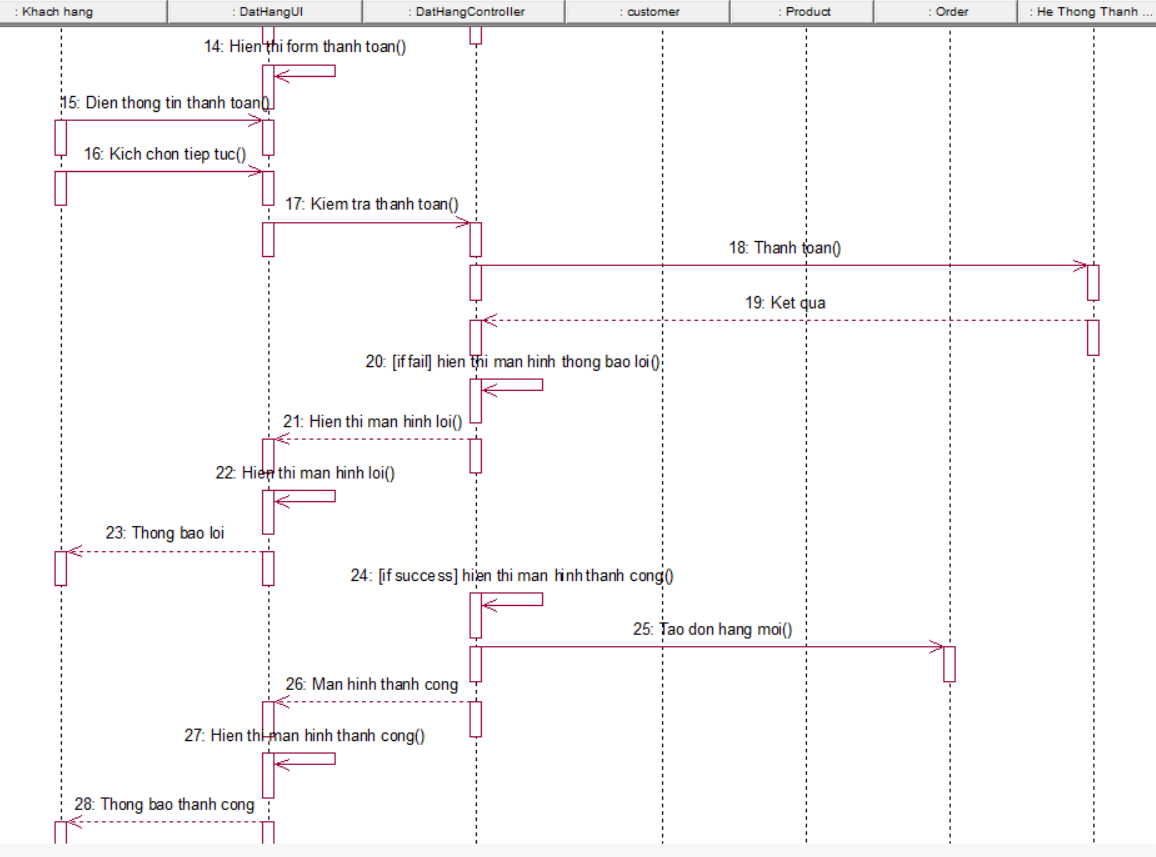 : Khach hang
: DatHangUI
: DatHangController
: customer
: Product
: Order
: He Thong Thanh ...
14: Hien thi form thanh toan()
15: Dien thong tin thanh toan()
16: Kich chon tiep tuc()
17: Kiem tra thanh toan()
18: Thanh toan()
19: Ket qua
20: [if fail] hien thi man hinh thong bao loi()
21: Hien thi man hinh loi()
22: Hien thi man hinh loi()
23: Thong bao loi
24: [if success] hien thi man hinh thanh cong()
25: Tao don hang moi()
26: Man hinh thanh cong
27: Hien thi man hinh thanh cong()
28: Thong bao thanh cong